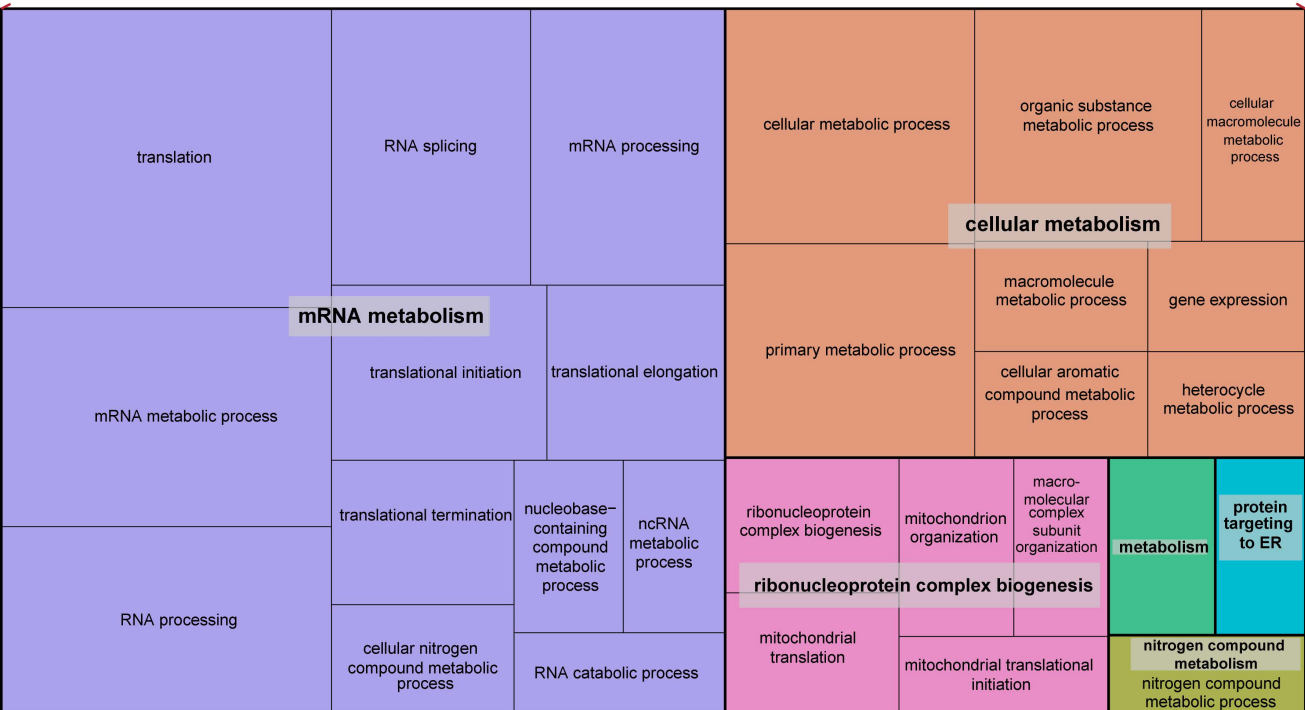 translation
RNA splicing
mRNA processing
mRNA metabolism
mRNA metabolic process
translational initiation
translational elongation
RNA processing
translational termination
nucleobase−
containing
compound
metabolic
process
ncRNA
metabolic
process
cellular nitrogen
compound metabolic
process
RNA catabolic process
cellular metabolic process
organic substance
metabolic process
cellular
macromolecule
metabolic
process
cellular metabolism
primary metabolic process
macromolecule
metabolic process
gene expression
cellular aromatic
compound metabolic
process
heterocycle
metabolic process
ribonucleoprotein
complex biogenesis
mitochondrion
organization
macro-
molecular
complex
subunit
organization
ribonucleoprotein complex biogenesis
mitochondrial
translation
mitochondrial translational
initiation
metabolism
protein
targeting
to ER
nitrogen compound
metabolism
nitrogen compound
metabolic process